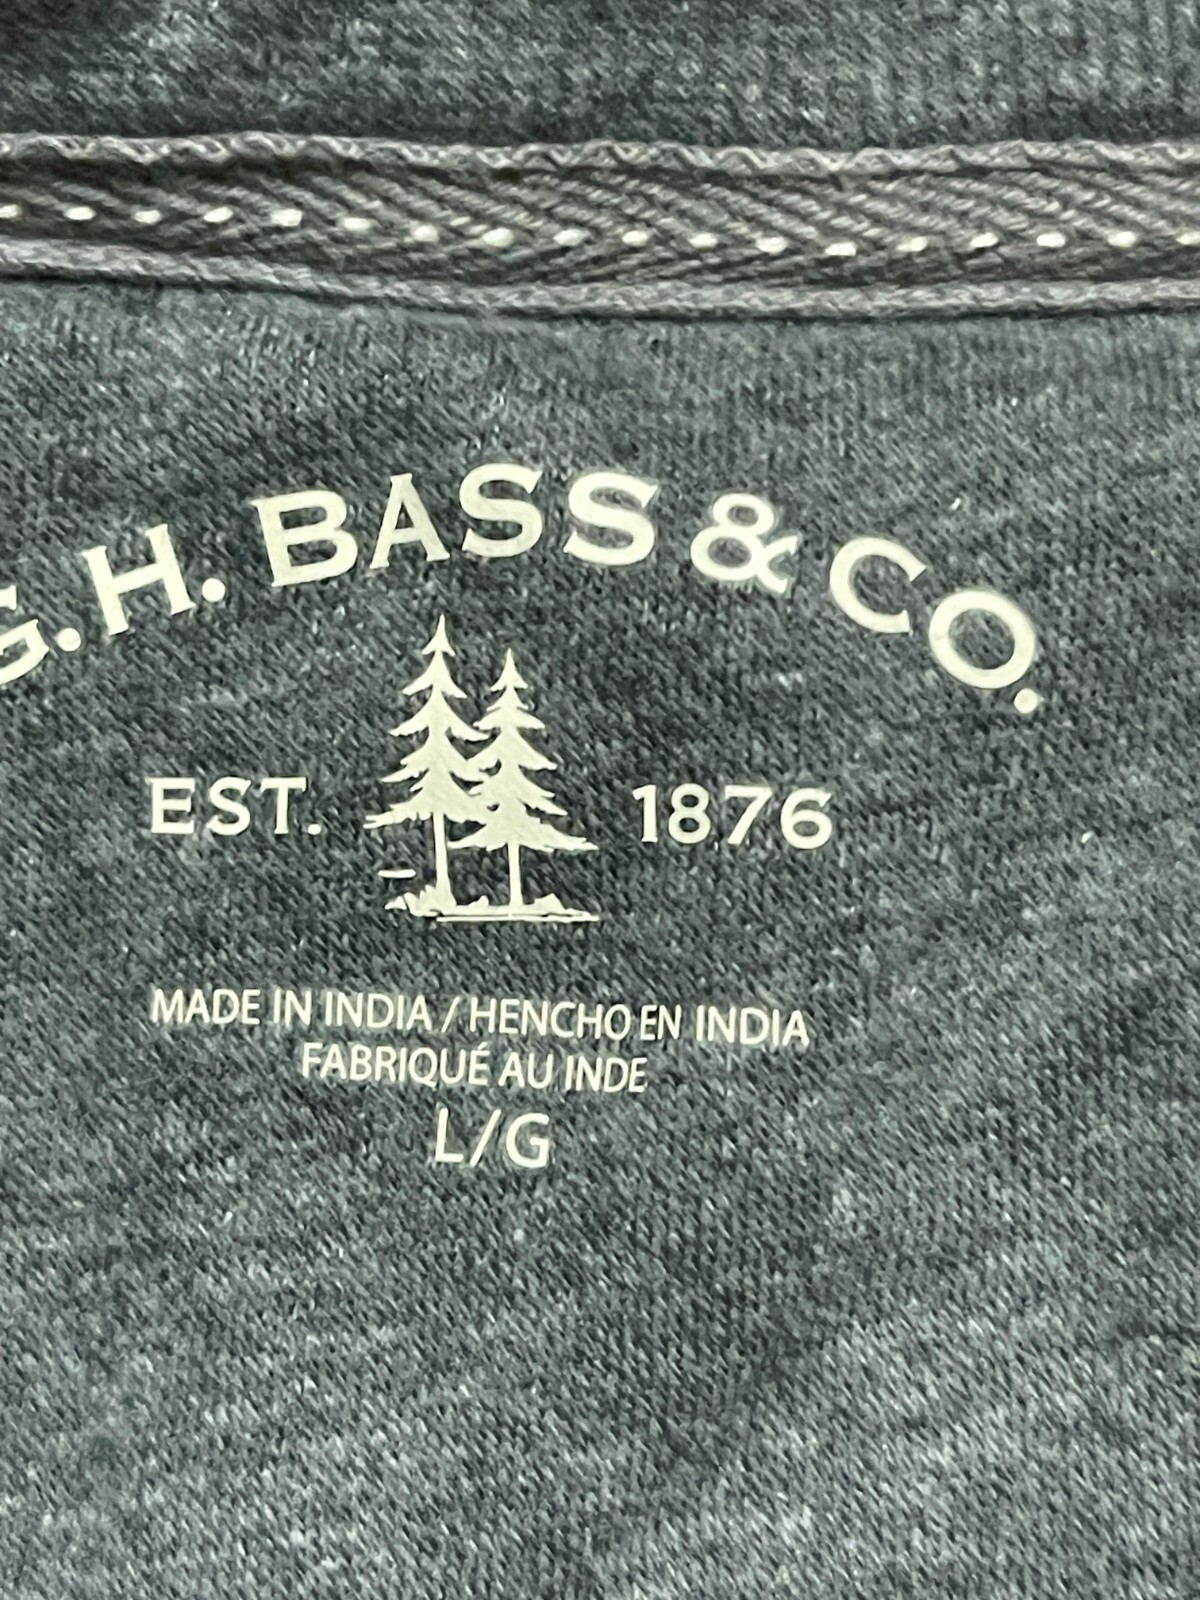 G.H. BASS & CO.
EST. 1876
MADE IN INDIA / HENCHO EN INDIA
FABRIQUÉ AU INDE
L/G